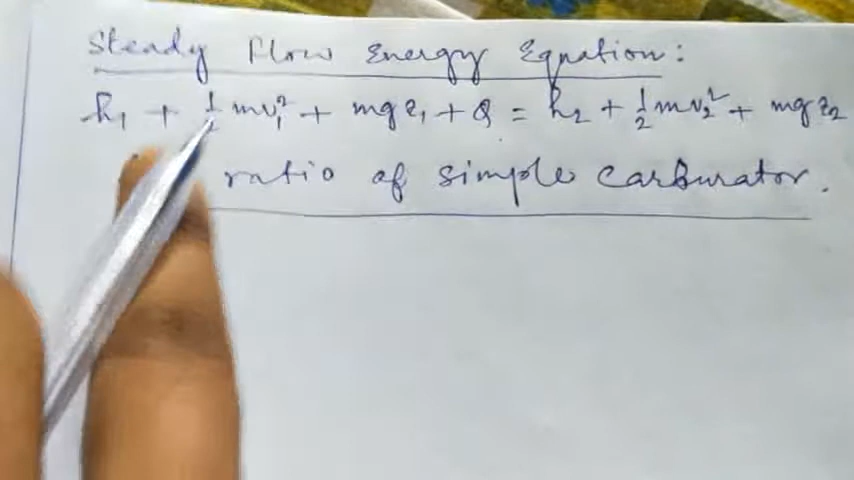 Steady Flow Energy Equation:
h₁ + ½ mv₁² + mgz₁ + Q = h₂ + ½ mv₂² + mgz₂
ratio of simple carburator.